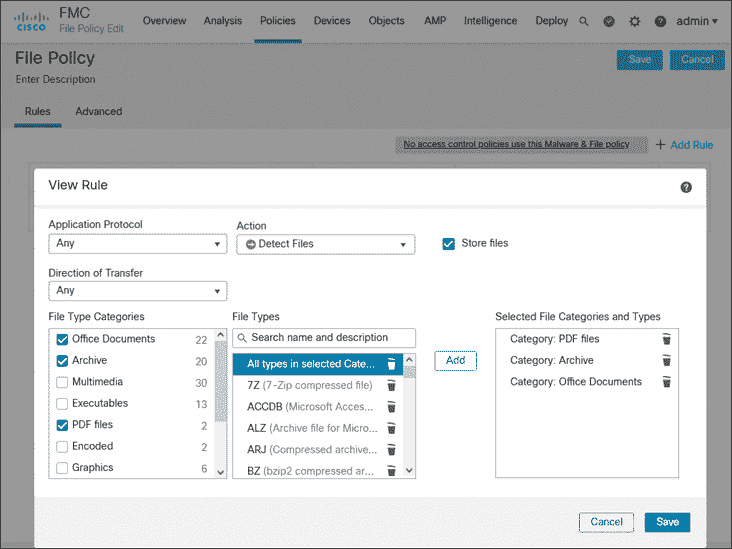 CISCO
FMC
File Policy Edit
Overview
Analysis
Policies
Devices
Objects
AMP
Intelligence
Deploy
admin
File Policy
Save
Cancel
Enter Description
Rules
Advanced
No access control policies use this Malware & File policy
+ Add Rule
View Rule
?
Application Protocol
Any
Action
Detect Files
Store files
Direction of Transfer
Any
File Type Categories
Office Documents 22
Archive 20
Multimedia 30
Executables 13
PDF files 2
Encoded 2
Graphics 6
File Types
Search name and description
All types in selected Cate...
7Z (7-Zip compressed file)
ACCDB (Microsoft Acces...
ALZ (Archive file for Micro...
ARJ (Compressed archive...
BZ (bzip2 compressed ar...
Add
Selected File Categories and Types
Category: PDF files
Category: Archive
Category: Office Documents
Cancel
Save